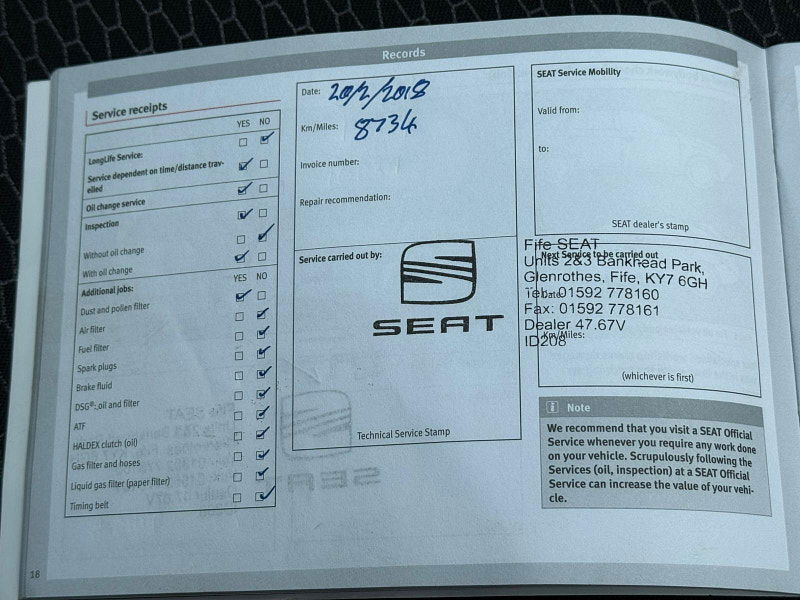 Records
Service receipts
YES NO
LongLife Service:
Service dependent on time/distance trav-
elled
Oil change service
Inspection
Without oil change
With oil change
Additional jobs:
YES NO
Dust and pollen filter
Air filter
Fuel filter
Spark plugs
Brake fluid
DSG®: oil and filter
ATF
HALDEX clutch (oil)
Gas filter and hoses
Liquid gas filter (paper filter)
Timing belt
Date: 20/2/2018
Km/Miles: 8734
Invoice number:
Repair recommendation:
Service carried out by:
SEAT
Technical Service Stamp
SEAT Service Mobility
Valid from:
to:
SEAT dealer's stamp
Fife SEAT
Next Service to be carried out
Units 2&3 Bankhead Park,
Glenrothes, Fife, KY7 6GH
Date:
Tel: 01592 778160
Fax: 01592 778161
Dealer 47.67V
Km/Miles:
ID208
(whichever is first)
i Note
We recommend that you visit a SEAT Official
Service whenever you require any work done
on your vehicle. Scrupulously following the
Services (oil, inspection) at a SEAT Official
Service can increase the value of your vehi-
cle.
18